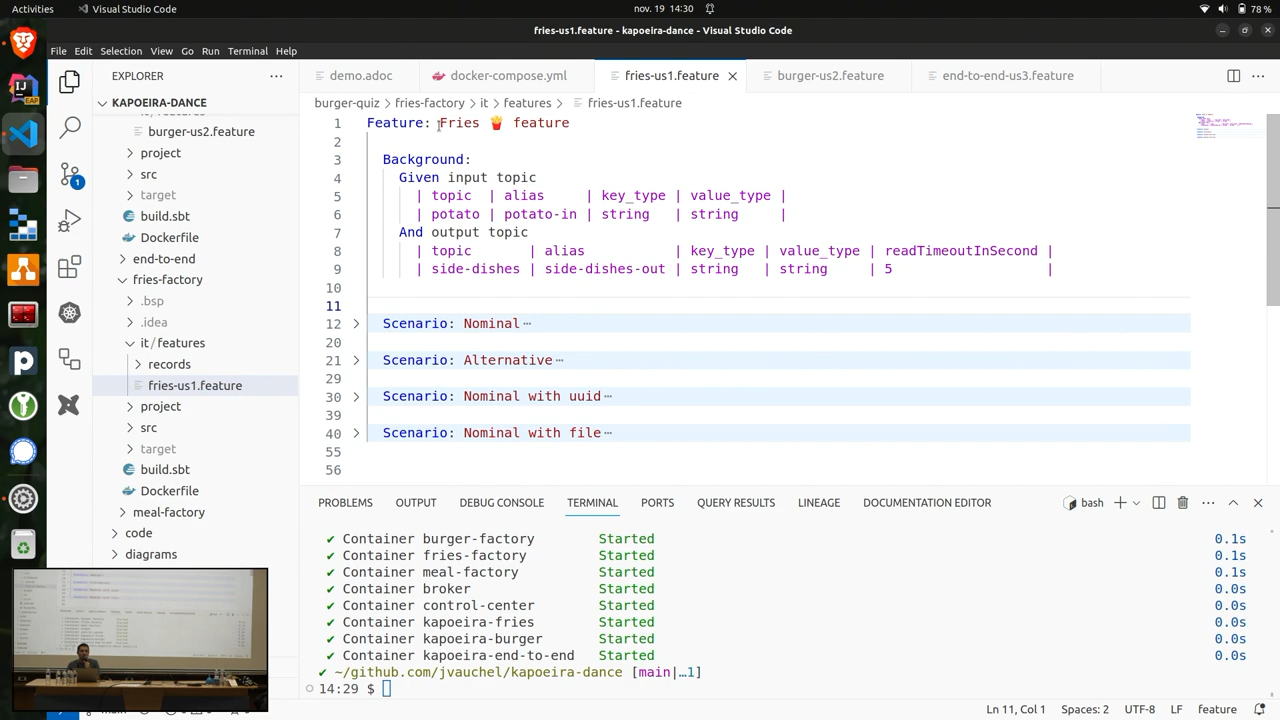 Activities
Visual Studio Code
nov. 19 14:30
78 %
fries-us1.feature - kapoeira-dance - Visual Studio Code
File Edit Selection View Go Run Terminal Help
EXPLORER
demo.adoc
docker-compose.yml
fries-us1.feature
burger-us2.feature
end-to-end-us3.feature
KAPOEIRA-DANCE
burger-us2.feature
project
src
target
build.sbt
Dockerfile
end-to-end
fries-factory
.bsp
.idea
it/features
records
fries-us1.feature
project
src
target
build.sbt
Dockerfile
meal-factory
code
diagrams
1
burger-quiz > fries-factory > it > features > fries-us1.feature
1 Feature: Fries 🍟 feature
3 Background:
4 Given input topic
5 | topic | alias | key_type | value_type |
6 | potato | potato-in | string | string |
7 And output topic
8 | topic | alias | key_type | value_type | readTimeoutInSecond |
9 | side-dishes | side-dishes-out | string | string | 5 |
10
11
12 Scenario: Nominal⋯
20
21 Scenario: Alternative⋯
29
30 Scenario: Nominal with uuid⋯
39
40 Scenario: Nominal with file⋯
55
56
PROBLEMS OUTPUT DEBUG CONSOLE TERMINAL PORTS QUERY RESULTS LINEAGE DOCUMENTATION EDITOR
bash
✔ Container burger-factory Started 0.1s
✔ Container fries-factory Started 0.1s
✔ Container meal-factory Started 0.1s
✔ Container broker Started 0.0s
✔ Container control-center Started 0.0s
✔ Container kapoeira-fries Started 0.0s
✔ Container kapoeira-burger Started 0.0s
✔ Container kapoeira-end-to-end Started 0.0s
✔ ~/github.com/jvauchel/kapoeira-dance [main|…1]
14:29 $
Ln 11, Col 1 Spaces: 2 UTF-8 LF feature